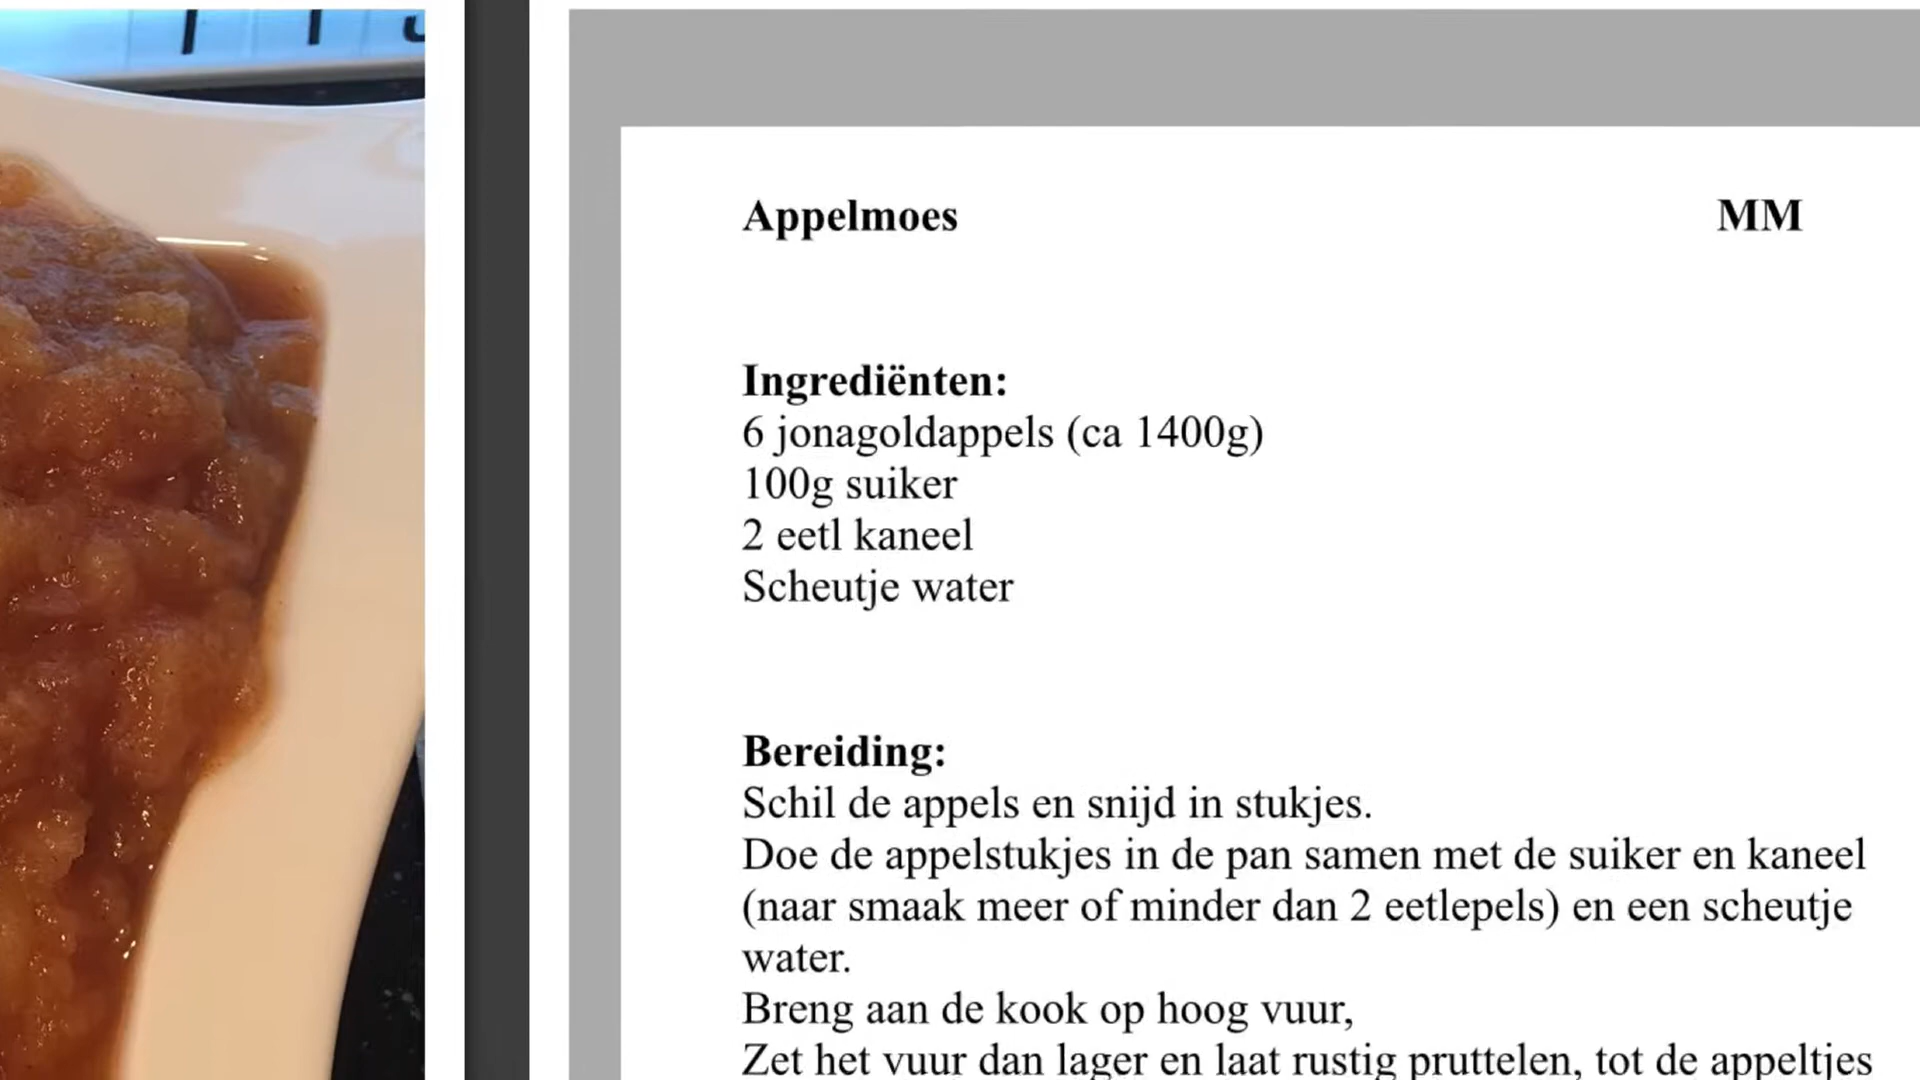 Appelmoes MM
Ingrediënten:
6 jonagoldappels (ca 1400g)
100g suiker
2 eetl kaneel
Scheutje water
Bereiding:
Schil de appels en snijd in stukjes.
Doe de appelstukjes in de pan samen met de suiker en kaneel
(naar smaak meer of minder dan 2 eetlepels) en een scheutje
water.
Breng aan de kook op hoog vuur,
Zet het vuur dan lager en laat rustig pruttelen, tot de appeltjes